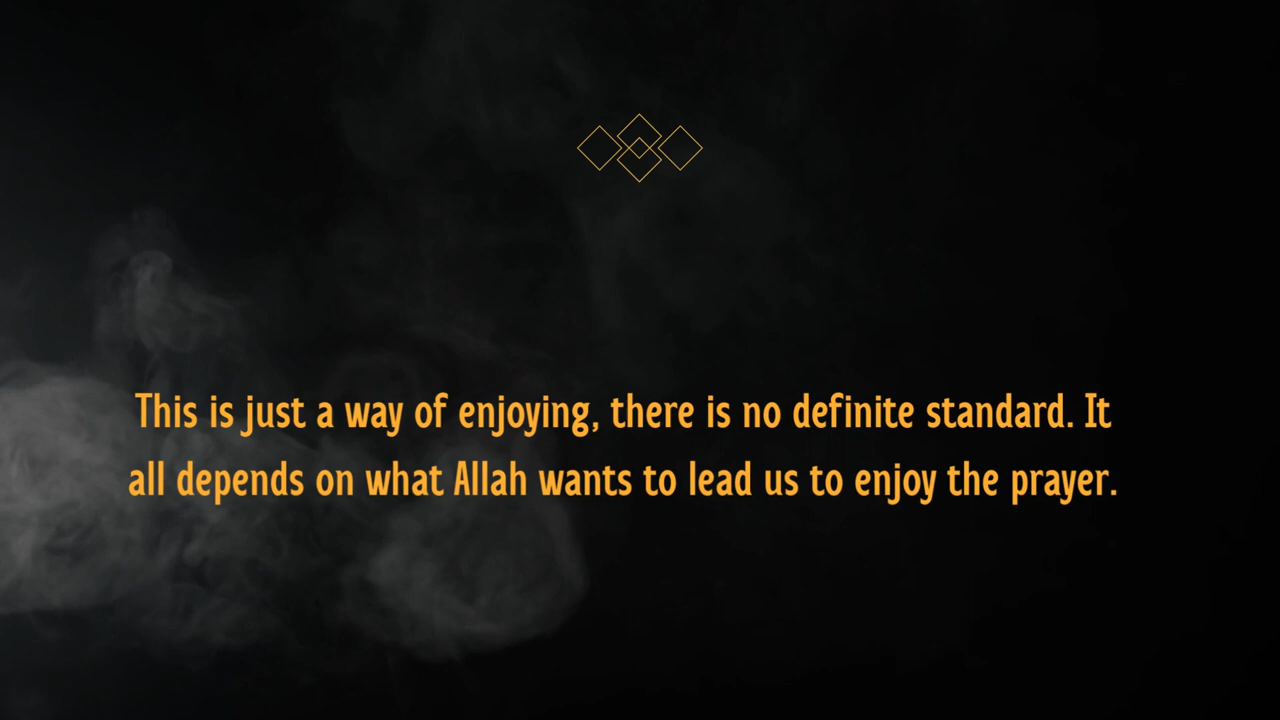 This is just a way of enjoying, there is no definite standard. It
all depends on what Allah wants to lead us to enjoy the prayer.